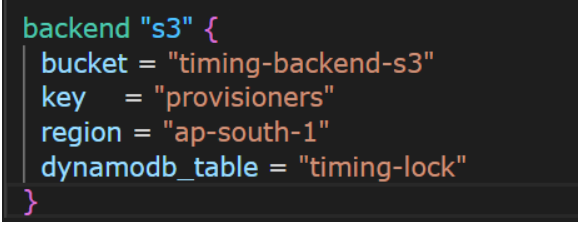 backend "s3" {
bucket = "timing-backend-s3"
key   = "provisioners"
region = "ap-south-1"
dynamodb_table = "timing-lock"
}